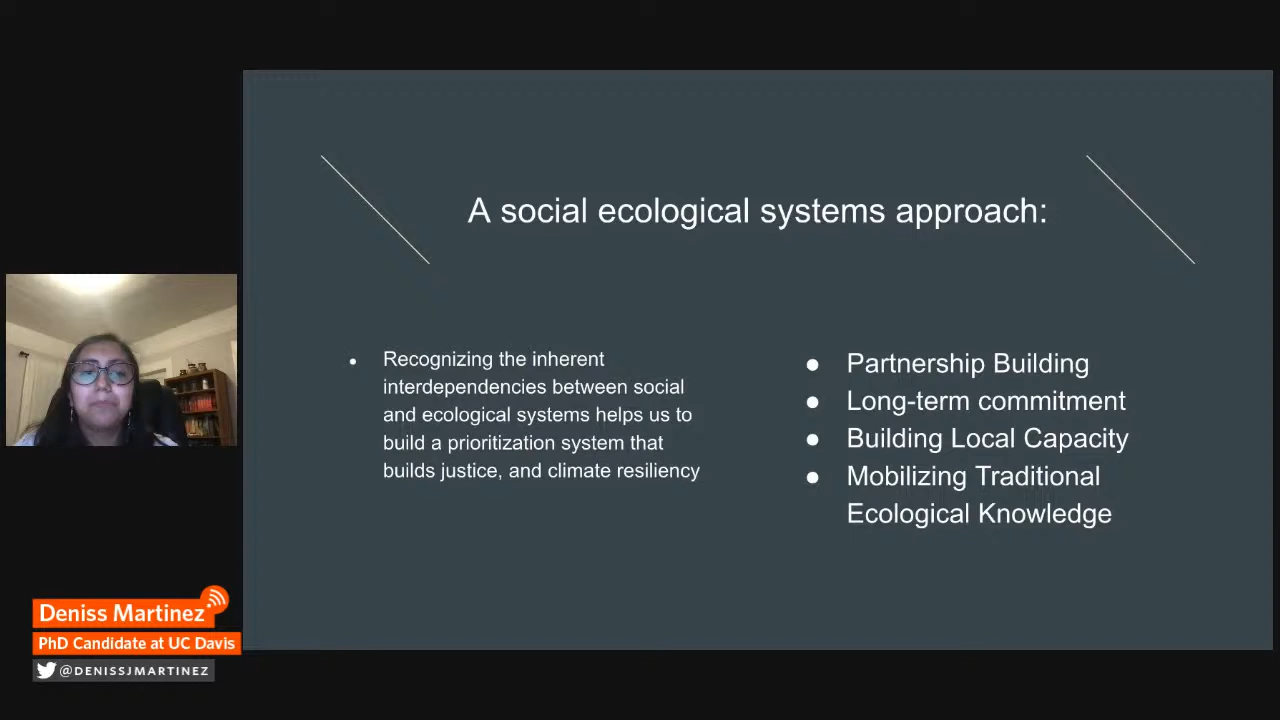 A social ecological systems approach:
Recognizing the inherent
interdependencies between social
and ecological systems helps us to
build a prioritization system that
builds justice, and climate resiliency
Partnership Building
Long-term commitment
Building Local Capacity
Mobilizing Traditional
Ecological Knowledge
Deniss Martinez
PhD Candidate at UC Davis
@DENISSJMARTINEZ